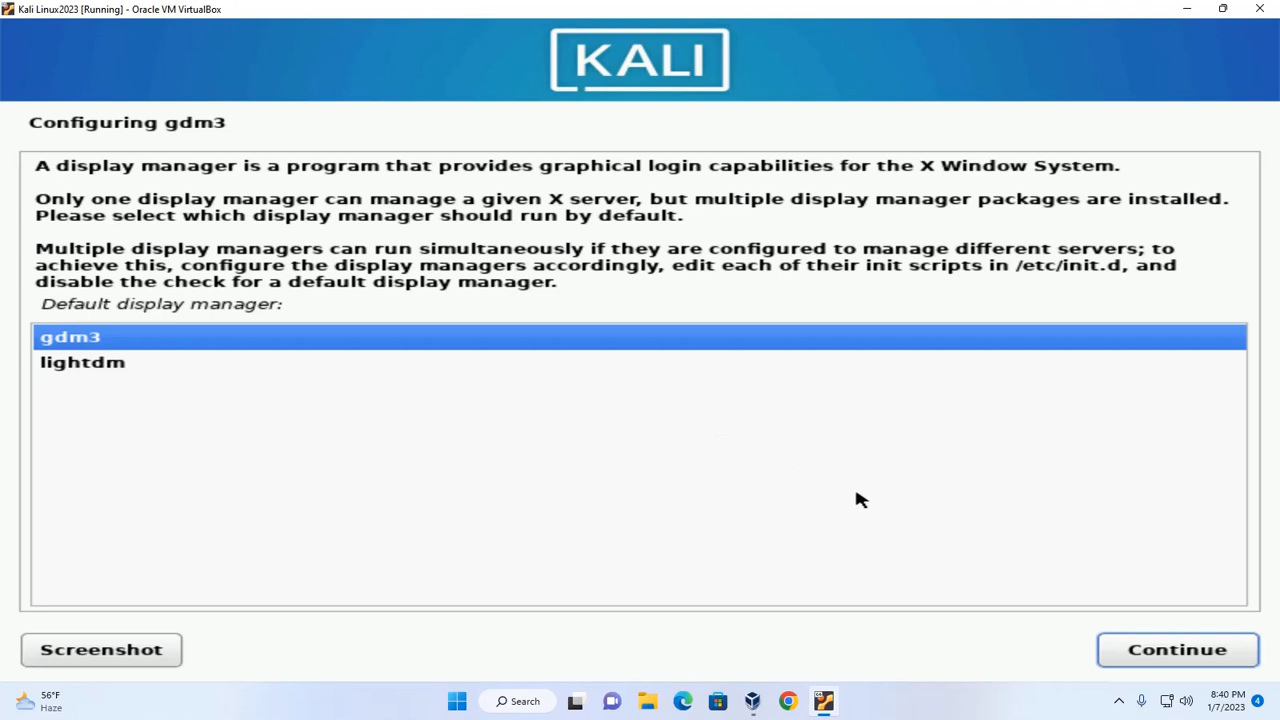 Kali Linux2023 [Running] - Oracle VM VirtualBox
KALI
Configuring gdm3
A display manager is a program that provides graphical login capabilities for the X Window System.
Only one display manager can manage a given X server, but multiple display manager packages are installed.
Please select which display manager should run by default.
Multiple display managers can run simultaneously if they are configured to manage different servers; to
achieve this, configure the display managers accordingly, edit each of their init scripts in /etc/init.d, and
disable the check for a default display manager.
Default display manager:
gdm3
lightdm
Screenshot
Continue
56°F
Haze
Search
8:40 PM
1/7/2023
4